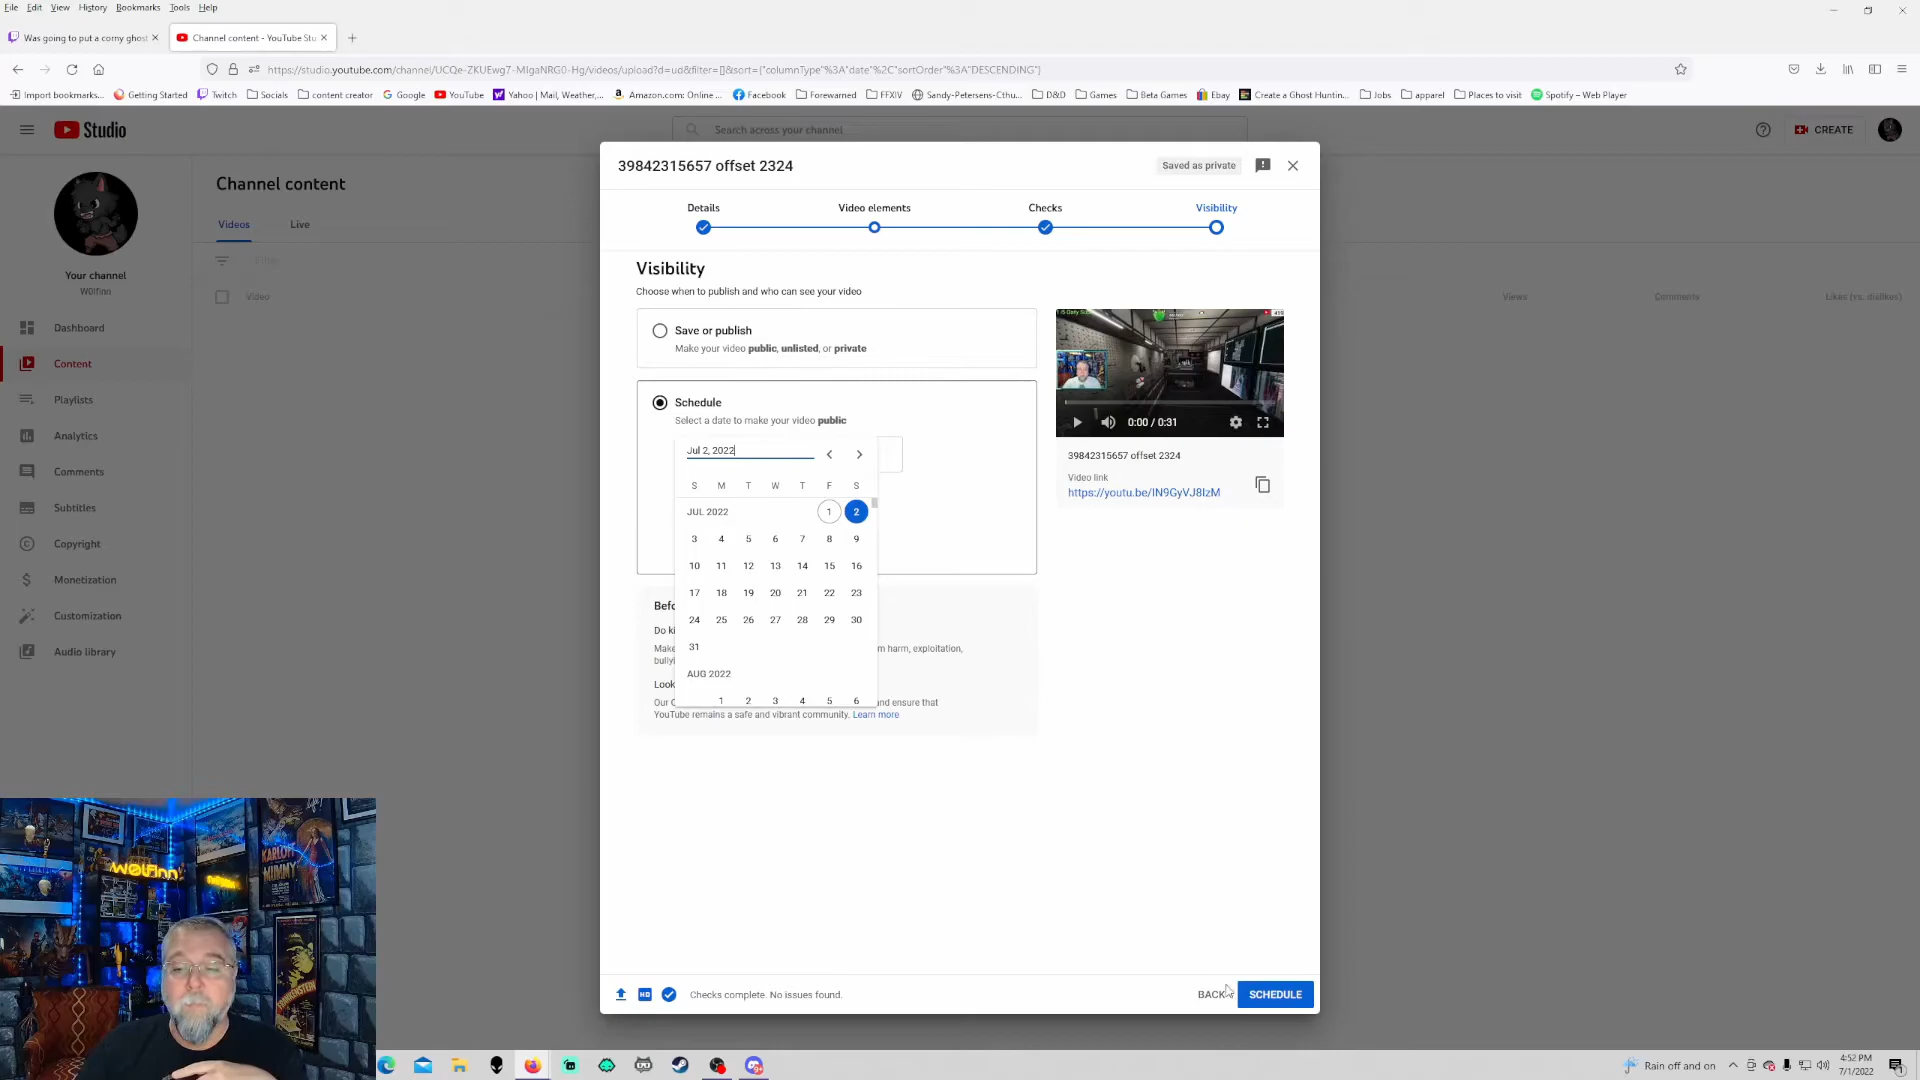 File Edit View History Bookmarks Tools Help
Was going to put a corny ghost
Channel content - YouTube Stu
https://studio.youtube.com/channel/UCQe-ZKUEwg7-MIgaNRG0-Hg/videos/upload?d=ud&filter=[]&sort={"columnType"%3A"date"%2C"sortOrder"%3A"DESCENDING"}
Import bookmarks... Getting Started Twitch Socials content creator Google YouTube Yahoo | Mail, Weather,... Amazon.com: Online ... Facebook Forewarned FFXIV Sandy-Petersens-Cthu... D&D Games Beta Games Ebay Create a Ghost Huntin... Jobs apparel Places to visit Spotify – Web Player
Studio
Search across your channel
CREATE
Your channel
W0lfinn
Dashboard
Content
Playlists
Analytics
Comments
Subtitles
Copyright
Monetization
Customization
Audio library
Channel content
Videos Live
Filter
Video
Views Comments Likes (vs. dislikes)
39842315657 offset 2324
Saved as private
Details Video elements Checks Visibility
Visibility
Choose when to publish and who can see your video
Save or publish
Make your video public, unlisted, or private
Schedule
Select a date to make your video public
Jul 2, 2022
S M T W T F S
JUL 2022 1 2
3 4 5 6 7 8 9
10 11 12 13 14 15 16
17 18 19 20 21 22 23
24 25 26 27 28 29 30
31
AUG 2022
1 2 3 4 5 6
Befo
Do ki
Make
m harm, exploitation,
bullyi
Look
Our C
and ensure that
YouTube remains a safe and vibrant community. Learn more
0:00 / 0:31
39842315657 offset 2324
Video link
https://youtu.be/IN9GyVJ8IzM
HD
Checks complete. No issues found.
BACK
SCHEDULE
Wolfinn
KARLOFF
MUMMY
FRANKENSTEIN
Rain off and on
4:52 PM
7/1/2022